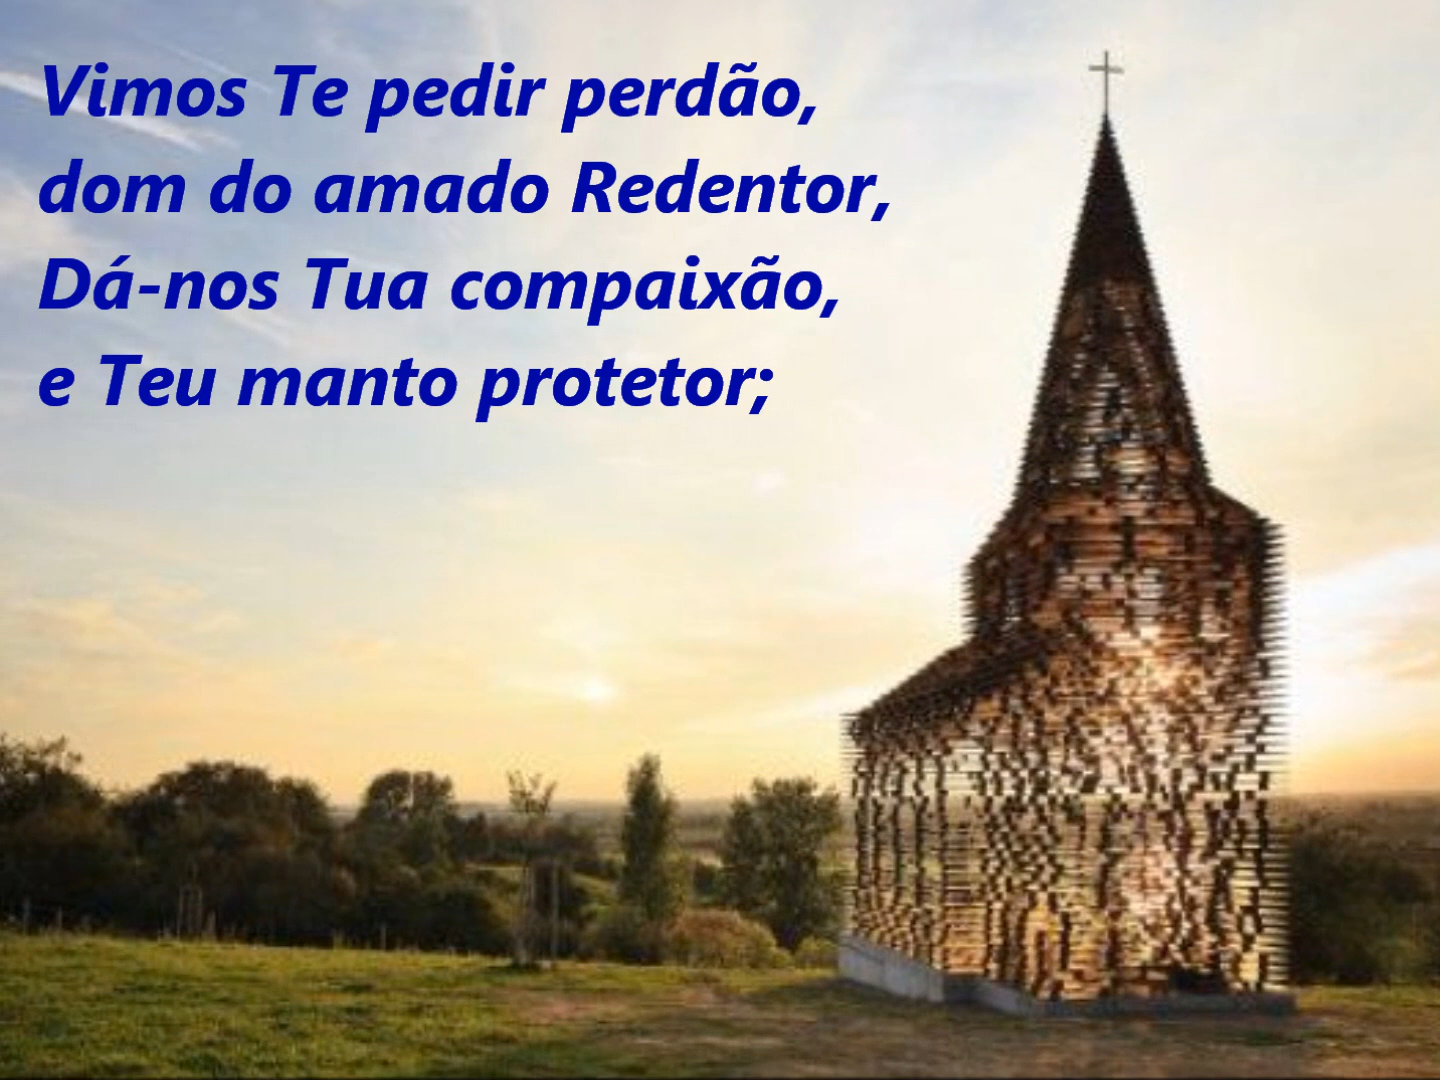 Vimos Te pedir perdão,
dom do amado Redentor,
Dá-nos Tua compaixão,
e Teu manto protetor;